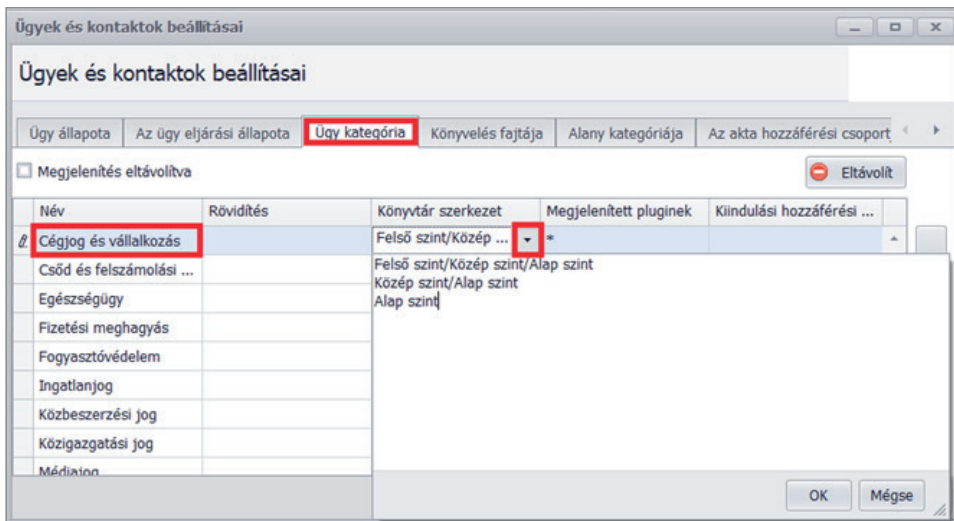 Ügyek és kontaktok beállításai
Ügyek és kontaktok beállításai
Ügy állapota Az ügy eljárási állapota Ügy kategória Könyvelés fajtája Alany kategóriája Az akta hozzáférési csoport
Megjelenítés eltávolítva Eltávolít
Név Rövidítés Könyvtár szerkezet Megjelenített pluginek Kiindulási hozzáférési ...
Cégjog és vállalkozás Felső szint/Közép ... *
Felső szint/Közép szint/Alap szint
Csőd és felszámolási ...
Közép szint/Alap szint
Egészségügy
Alap szint
Fizetési meghagyás
Fogyasztóvédelem
Ingatlanjog
Közbeszerzési jog
Közigazgatási jog
Médiajog
OK Mégse